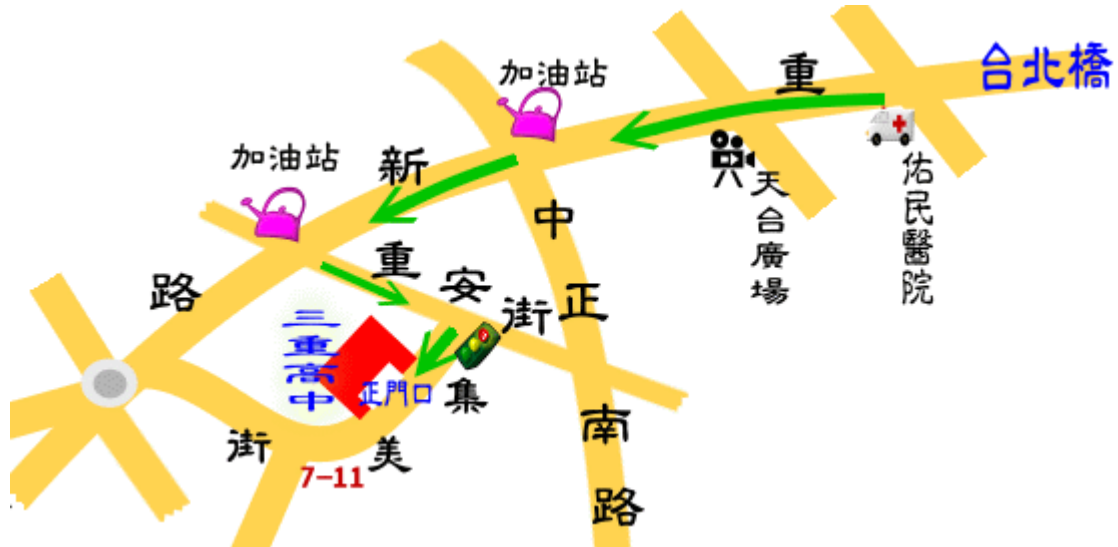 台北橋
重新路
加油站
加油站
天台廣場
佑民醫院
中正南路
重安街
三重高中
正門口
集美街
7-11